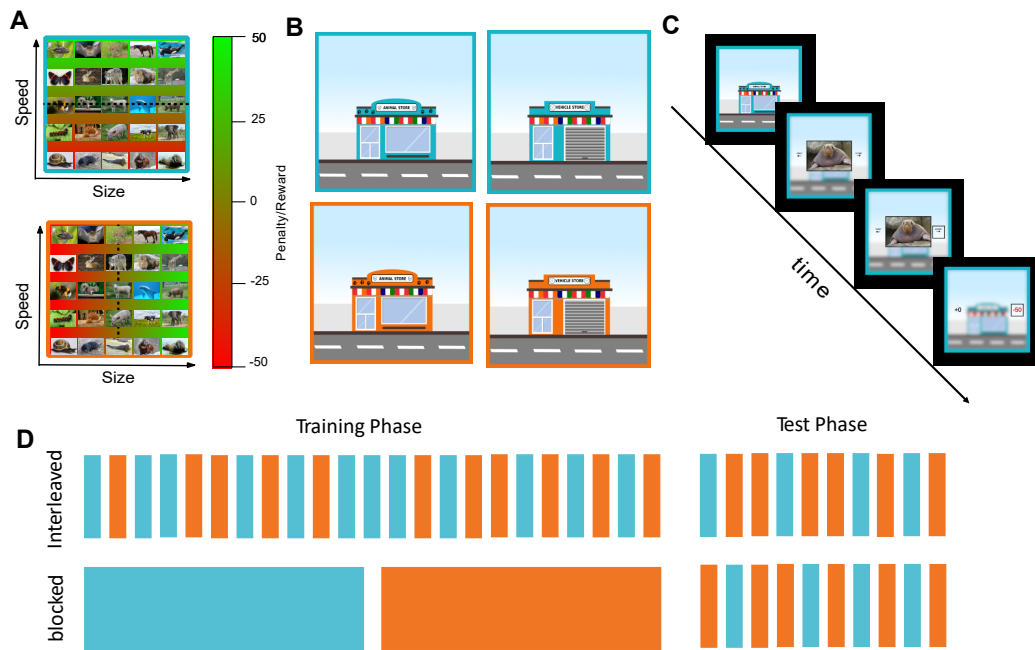 A
Speed
Size
Speed
Size
50
25
0
-25
-50
Penalty/Reward
B
ANIMAL STORE
VEHICLE STORE
ANIMAL STORE
VEHICLE STORE
C
+0
-50
time
D
Training Phase
Test Phase
Interleaved
blocked